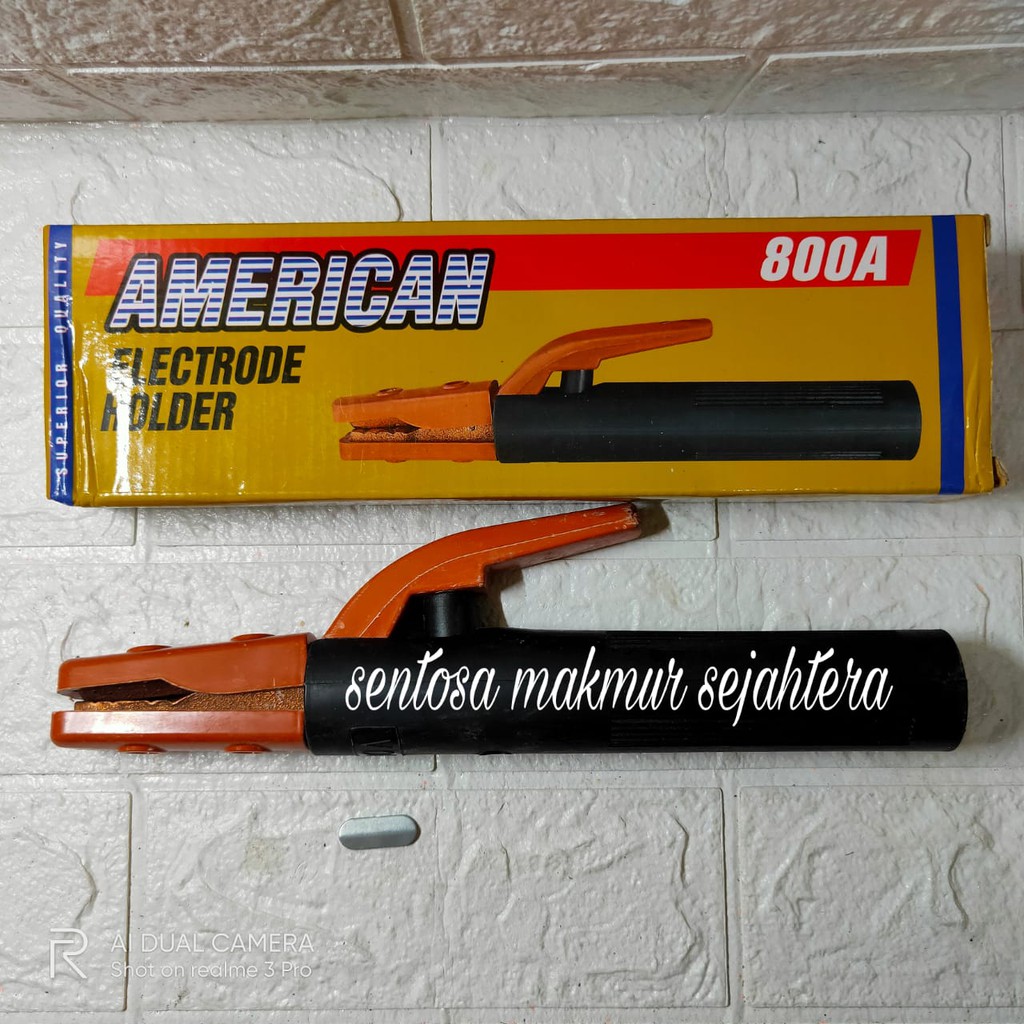 SUPERIOR QUALITY
AMERICAN
800A
ELECTRODE
HOLDER
sentosa makmur sejahtera
AI DUAL CAMERA
Shot on realme 3 Pro